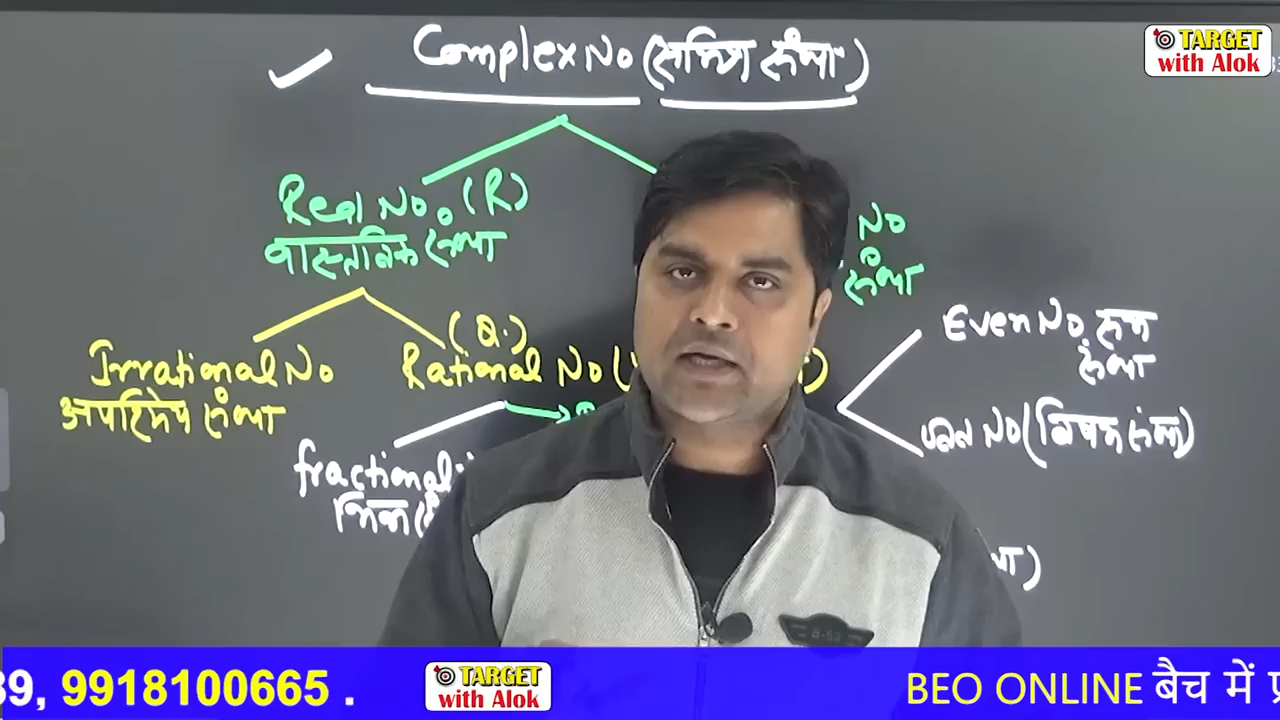 TARGET
with Alok
Complex No (सम्मिश्र संख्या)
Real No. (R)
वास्तविक संख्या
No
संख्या
(Q.)
Irrational No
अपरिमेय संख्या
Rational No (
)
Even No. सम
संख्या
No (विषम संख्या)
fractional
भिन्न
)
9, 9918100665 .
TARGET
with Alok
BEO ONLINE बैच में